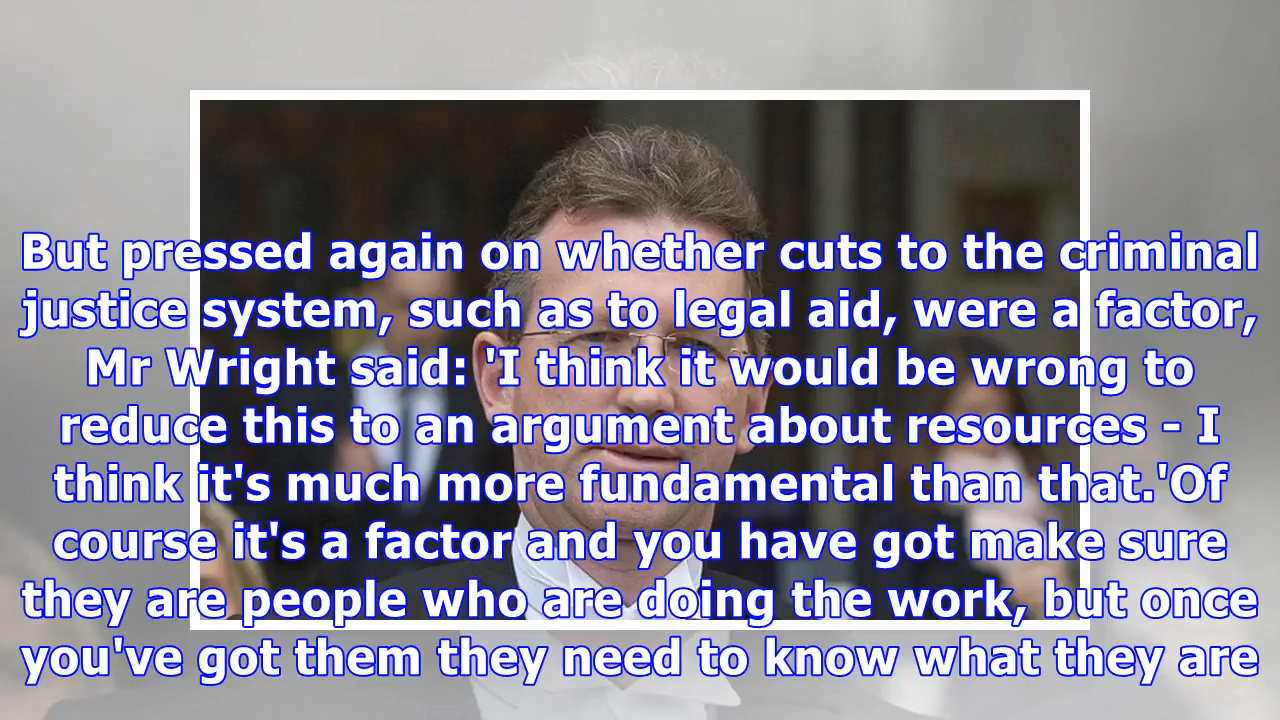 But pressed again on whether cuts to the criminal
justice system, such as to legal aid, were a factor,
Mr Wright said: 'I think it would be wrong to
reduce this to an argument about resources - I
think it's much more fundamental than that.'Of
course it's a factor and you have got make sure
they are people who are doing the work, but once
you've got them they need to know what they are